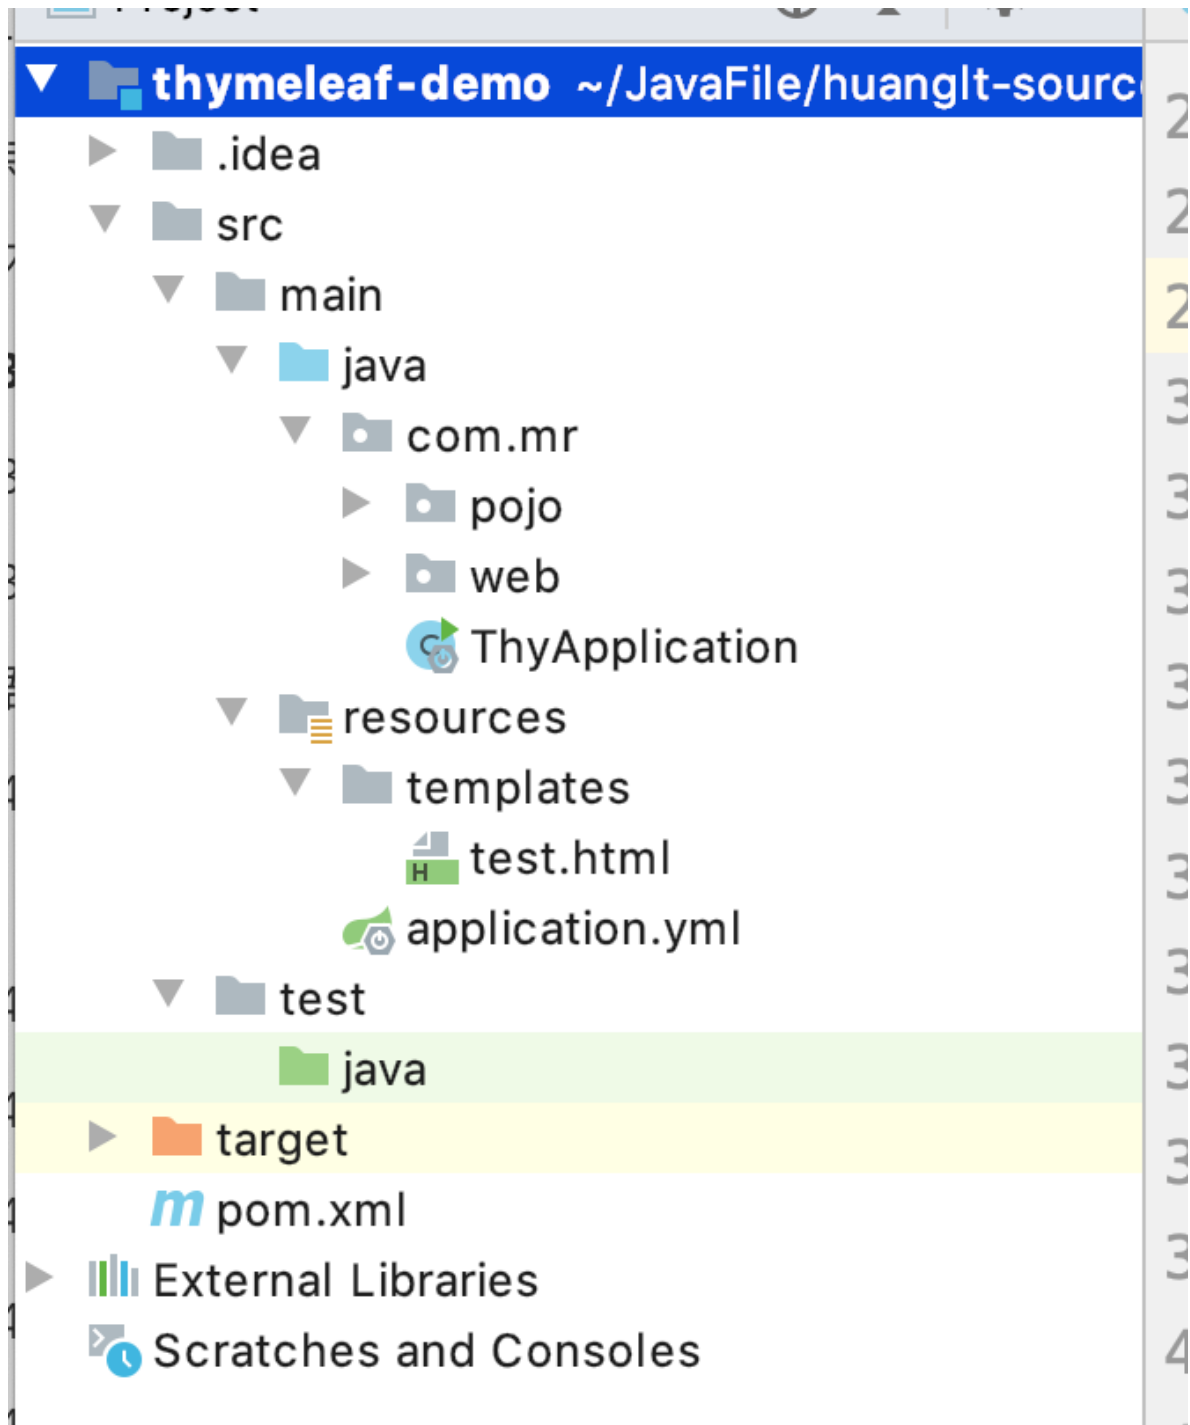 Project
thymeleaf-demo ~/JavaFile/huanglt-sourc
.idea
src
main
java
com.mr
pojo
web
ThyApplication
resources
templates
test.html
application.yml
test
java
target
pom.xml
External Libraries
Scratches and Consoles